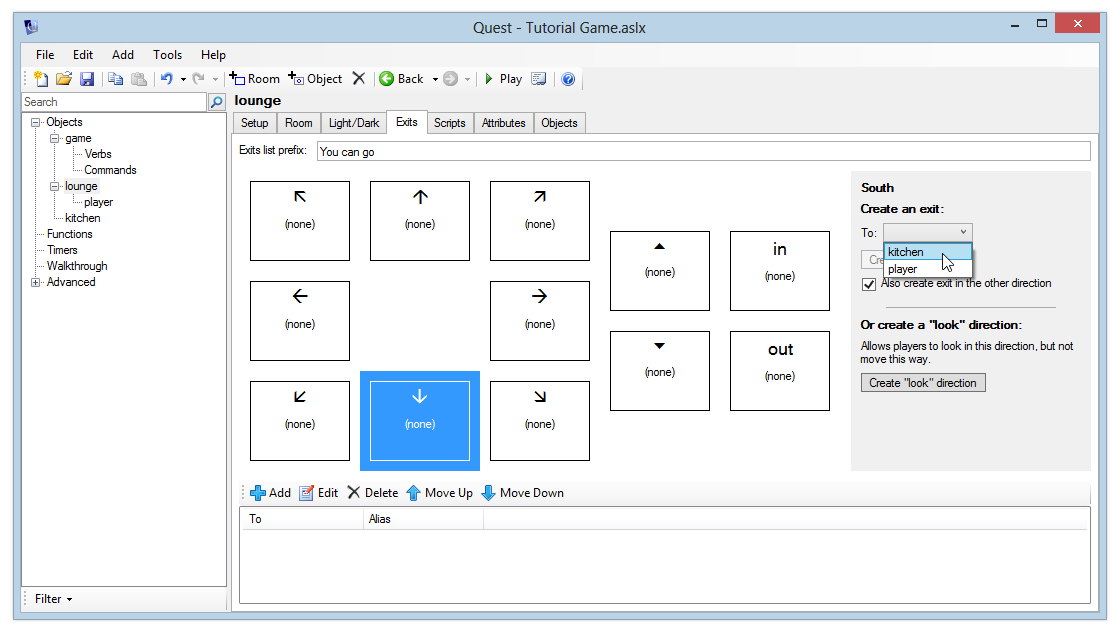 Quest - Tutorial Game.aslx
File Edit Add Tools Help
Room Object Back Play
Search
Objects
game
Verbs
Commands
lounge
player
kitchen
Functions
Timers
Walkthrough
Advanced
Filter
lounge
Setup Room Light/Dark Exits Scripts Attributes Objects
Exits list prefix: You can go
(none) (none) (none)
(none) in
(none)
(none) (none)
(none) out
(none)
(none) (none) (none)
South
Create an exit:
To:
kitchen
Cre
player
Also create exit in the other direction
Or create a "look" direction:
Allows players to look in this direction, but not
move this way.
Create "look" direction
Add Edit Delete Move Up Move Down
To Alias